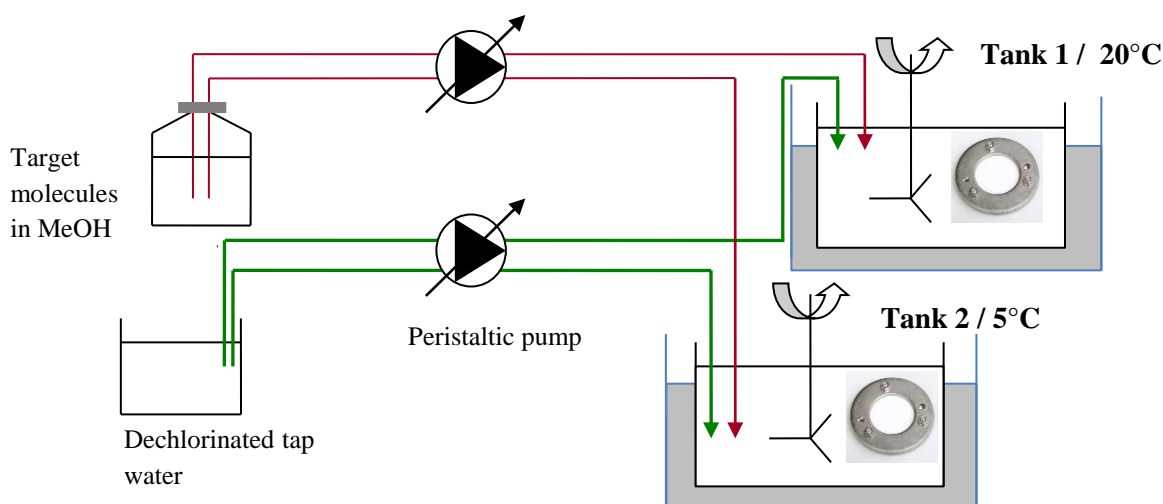 Tank 1 / 20°C
Target
molecules
in MeOH
Tank 2 / 5°C
Peristaltic pump
Dechlorinated tap
water